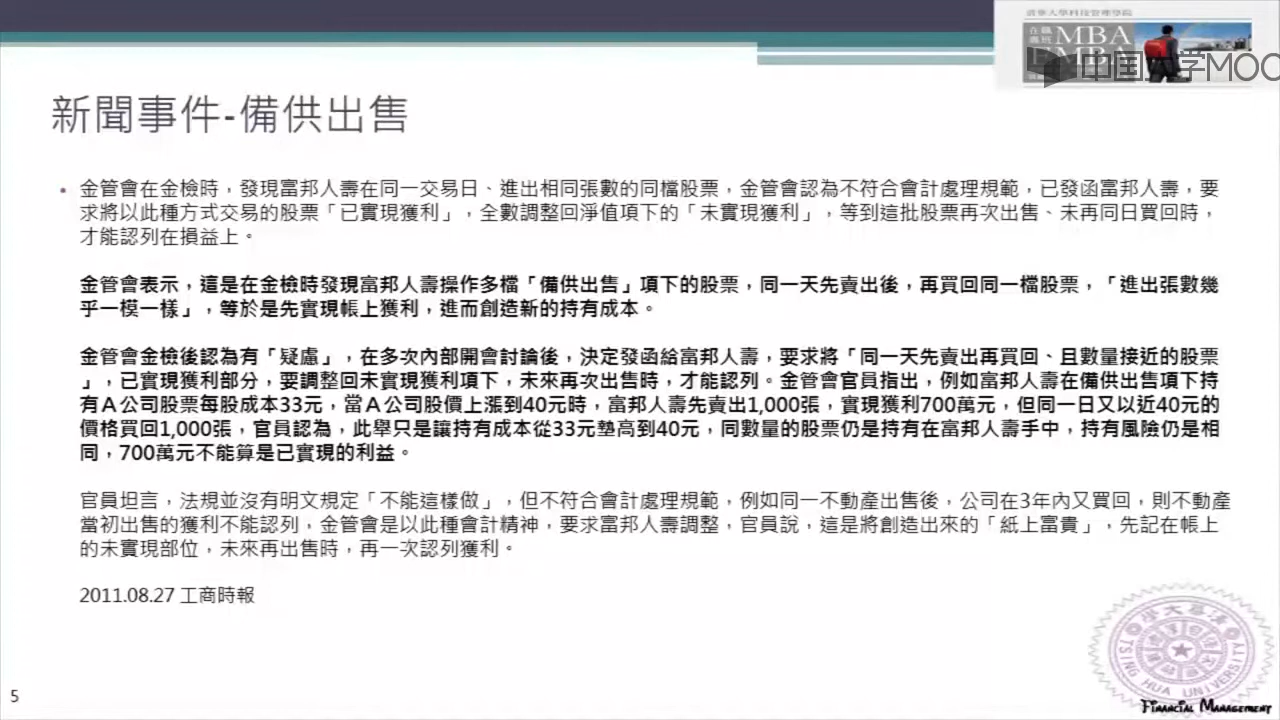 清華大學科技管理學院
在職
MBA
中国大学MOOC
新聞事件-備供出售
• 金管會在金檢時，發現富邦人壽在同一交易日、進出相同張數的同檔股票，金管會認為不符合會計處理規範，已發函富邦人壽，要
求將以此種方式交易的股票「已實現獲利」，全數調整回淨值項下的「未實現獲利」，等到這批股票再次出售、未再同日買回時，
才能認列在損益上。
金管會表示，這是在金檢時發現富邦人壽操作多檔「備供出售」項下的股票，同一天先賣出後，再買回同一檔股票，「進出張數幾
乎一模一樣」，等於是先實現帳上獲利，進而創造新的持有成本。
金管會金檢後認為有「疑慮」，在多次內部開會討論後，決定發函給富邦人壽，要求將「同一天先賣出再買回、且數量接近的股票
」，已實現獲利部分，要調整回未實現獲利項下，未來再次出售時，才能認列。金管會官員指出，例如富邦人壽在備供出售項下持
有Ａ公司股票每股成本33元，當Ａ公司股價上漲到40元時，富邦人壽先賣出1,000張，實現獲利700萬元，但同一日又以近40元的
價格買回1,000張，官員認為，此舉只是讓持有成本從33元墊高到40元，同數量的股票仍是持有在富邦人壽手中，持有風險仍是相
同，700萬元不能算是已實現的利益。
官員坦言，法規並沒有明文規定「不能這樣做」，但不符合會計處理規範，例如同一不動產出售後，公司在3年內又買回，則不動產
當初出售的獲利不能認列，金管會是以此種會計精神，要求富邦人壽調整，官員說，這是將創造出來的「紙上富貴」，先記在帳上
的未實現部位，未來再出售時，再一次認列獲利。
2011.08.27 工商時報
TSING HUA UNIVERSITY
Financial Management
5